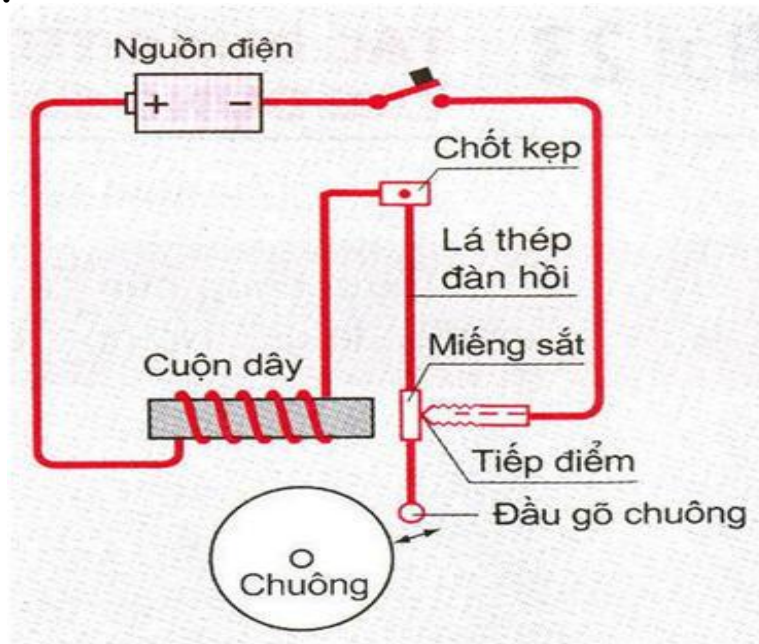 Nguồn điện
+ −
Chốt kẹp
Lá thép
đàn hồi
Miếng sắt
Cuộn dây
Tiếp điểm
Đầu gõ chuông
Chuông